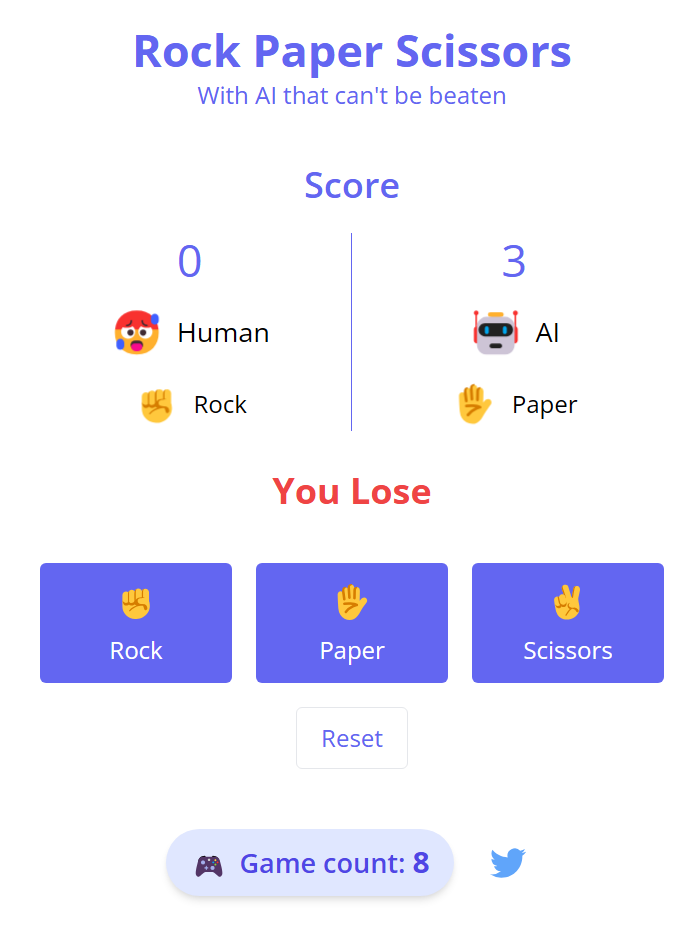 Rock Paper Scissors
With AI that can't be beaten
Score
0
3
Human
AI
Rock
Paper
You Lose
Rock
Paper
Scissors
Reset
Game count: 8